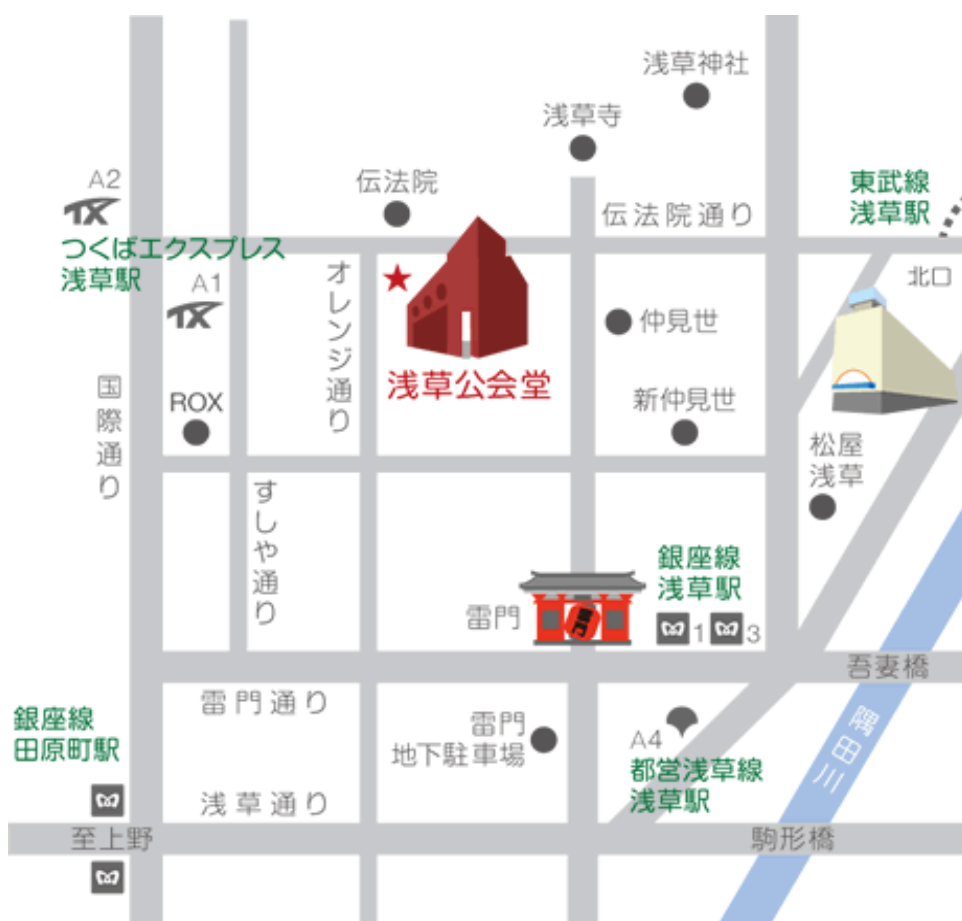 浅草神社
浅草寺
A2
TX
つくばエクスプレス
浅草駅
伝法院
伝法院通り
東武線
浅草駅
北口
A1
TX
オレンジ通り
浅草公会堂
仲見世
国際通り
ROX
新仲見世
松屋
浅草
すしや通り
銀座線
浅草駅
1
3
雷門
吾妻橋
雷門通り
銀座線
田原町駅
雷門
地下駐車場
A4
都営浅草線
浅草駅
隅田川
浅草通り
至上野
駒形橋